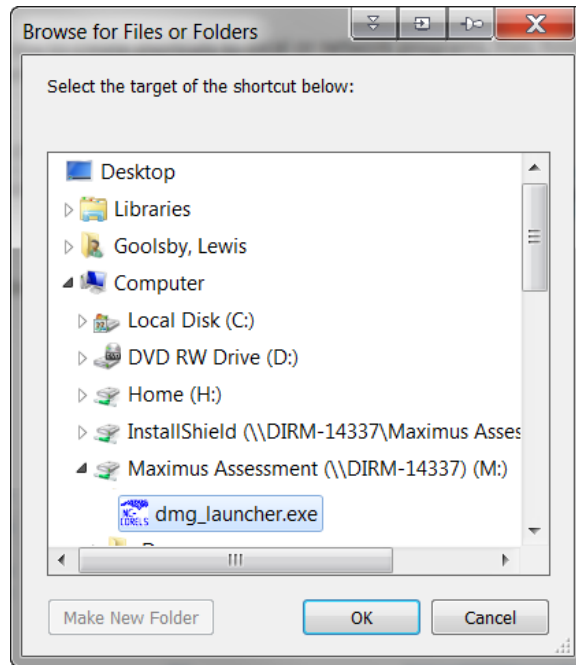 Browse for Files or Folders
Select the target of the shortcut below:
Desktop
Libraries
Goolsby, Lewis
Computer
Local Disk (C:)
DVD RW Drive (D:)
Home (H:)
InstallShield (\\DIRM-14337\Maximus Asses
Maximus Assessment (\\DIRM-14337) (M:)
dmg_launcher.exe
Make New Folder
OK
Cancel